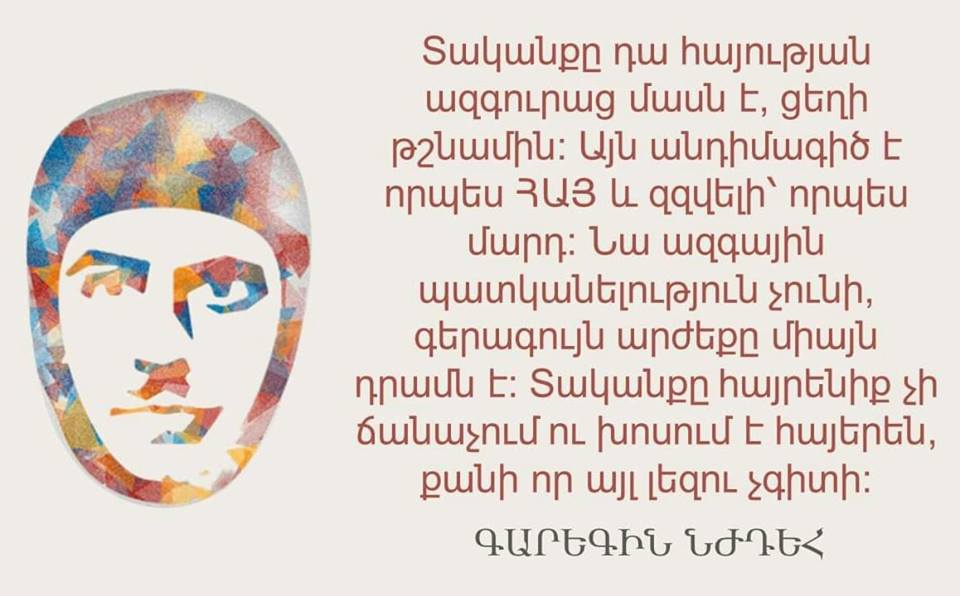 Տականքը դա հայության
ազգուրաց մասն է, ցեղի
թշնամին: Այն անդիմագիծ է
որպես ՀԱՅ և զզվելի՝ որպես
մարդ: Նա ազգային
պատկանելություն չունի,
գերագույն արժեքը միայն
դրամն է: Տականքը հայրենիք չի
ճանաչում ու խոսում է հայերեն,
քանի որ այլ լեզու չգիտի:
ԳԱՐԵԳԻՆ ՆԺԴԵՀ